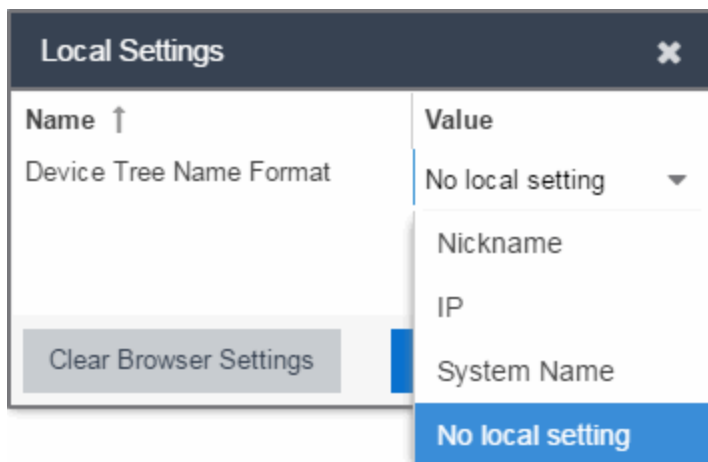 Local Settings
Name Value
Device Tree Name Format No local setting
Nickname
IP
Clear Browser Settings System Name
No local setting